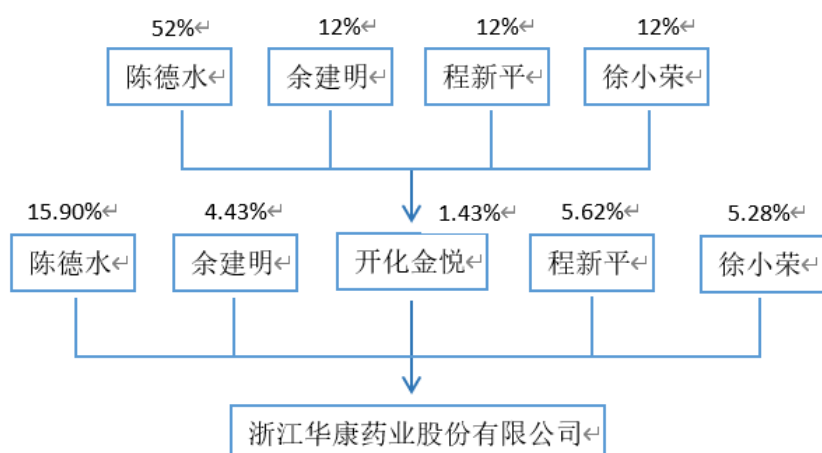 52%↵ 12%↵ 12%↵ 12%↵
陈德水↵ 余建明↵ 程新平↵ 徐小荣↵
15.90%↵ 4.43%↵ 1.43%↵ 5.62%↵ 5.28%↵
陈德水↵ 余建明↵ 开化金悦↵ 程新平↵ 徐小荣↵
浙江华康药业股份有限公司↵